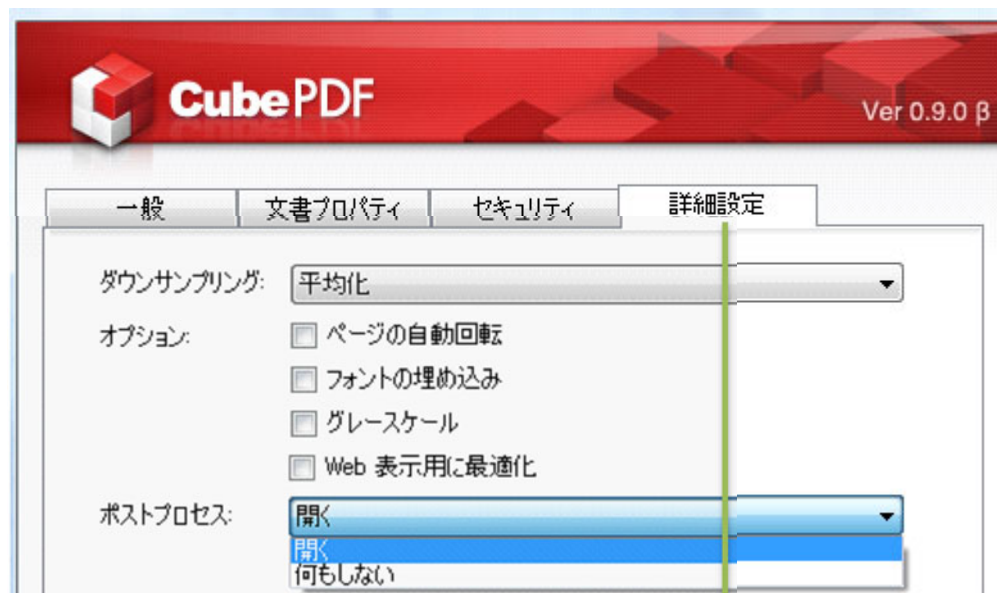 CubePDF
Ver 0.9.0 β
一般 文書プロパティ セキュリティ 詳細設定
ダウンサンプリング: 平均化
オプション: ページの自動回転
フォントの埋め込み
グレースケール
Web 表示用に最適化
ポストプロセス: 開く
開く
何もしない